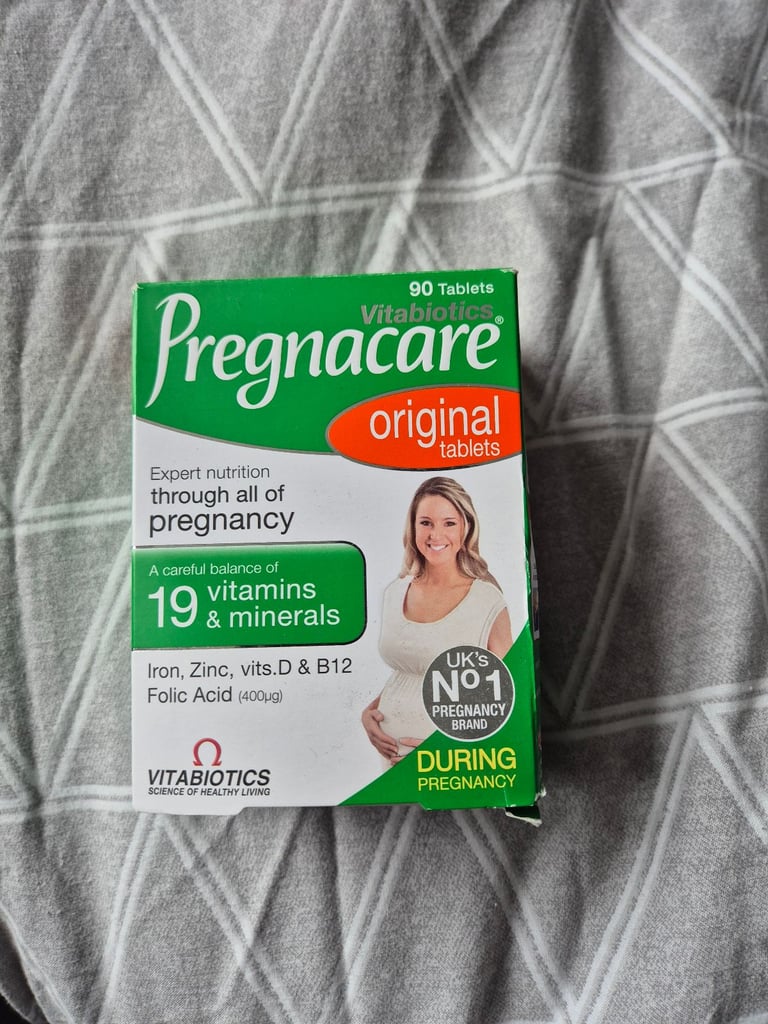 90 Tablets
Vitabiotics
Pregnacare®
original
tablets
Expert nutrition
through all of
pregnancy
A careful balance of
19 vitamins
& minerals
Iron, Zinc, vits.D & B12
Folic Acid (400µg)
UK's
Nº1
PREGNANCY
BRAND
VITABIOTICS
SCIENCE OF HEALTHY LIVING
DURING
PREGNANCY